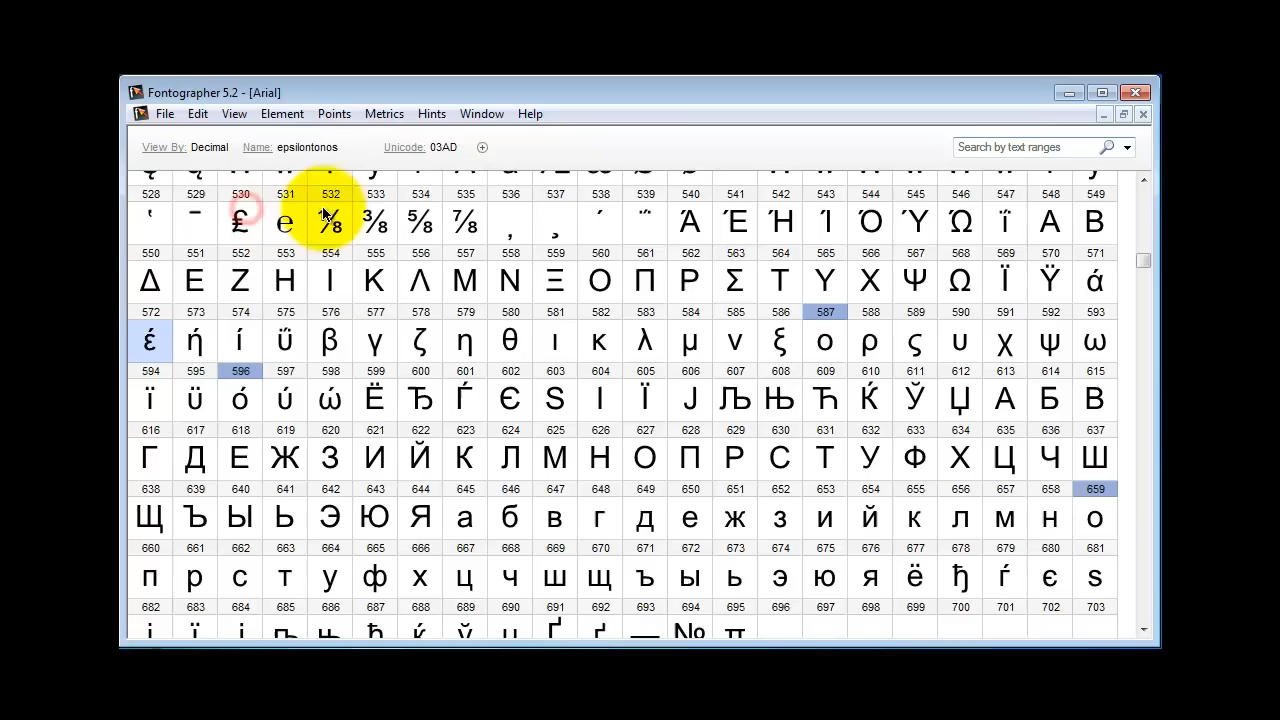 Fontographer 5.2 - [Arial]
File Edit View Element Points Metrics Hints Window Help
View By: Decimal Name: epsilontonos Unicode: 03AD Search by text ranges
528 529 530 531 532 533 534 535 536 537 538 539 540 541 542 543 544 545 546 547 548 549
‛ ‾ ₤ ℮ ⅛ ⅜ ⅝ ⅞ ΄ ΅ Ά Έ Ή Ί Ό Ύ Ώ ΐ Α Β
550 551 552 553 554 555 556 557 558 559 560 561 562 563 564 565 566 567 568 569 570 571
Δ Ε Ζ Η Ι Κ Λ Μ Ν Ξ Ο Π Ρ Σ Τ Υ Χ Ψ Ω Ϊ Ϋ ά
572 573 574 575 576 577 578 579 580 581 582 583 584 585 586 587 588 589 590 591 592 593
έ ή ί ΰ β γ ζ η θ ι κ λ μ ν ξ ο ρ ς υ χ ψ ω
594 595 596 597 598 599 600 601 602 603 604 605 606 607 608 609 610 611 612 613 614 615
ϊ ϋ ό ύ ώ Ё Ђ Ѓ Є Ѕ І Ї Ј Љ Њ Ћ Ќ Ў Џ А Б В
616 617 618 619 620 621 622 623 624 625 626 627 628 629 630 631 632 633 634 635 636 637
Г Д Е Ж З И Й К Л М Н О П Р С Т У Ф Х Ц Ч Ш
638 639 640 641 642 643 644 645 646 647 648 649 650 651 652 653 654 655 656 657 658 659
Щ Ъ Ы Ь Э Ю Я а б в г д е ж з и й к л м н о
660 661 662 663 664 665 666 667 668 669 670 671 672 673 674 675 676 677 678 679 680 681
п р с т у ф х ц ч ш щ ъ ы ь э ю я ё ђ ѓ є ѕ
682 683 684 685 686 687 688 689 690 691 692 693 694 695 696 697 698 699 700 701 702 703
і ї ј љ њ ћ ќ ў џ Ґ ґ — №